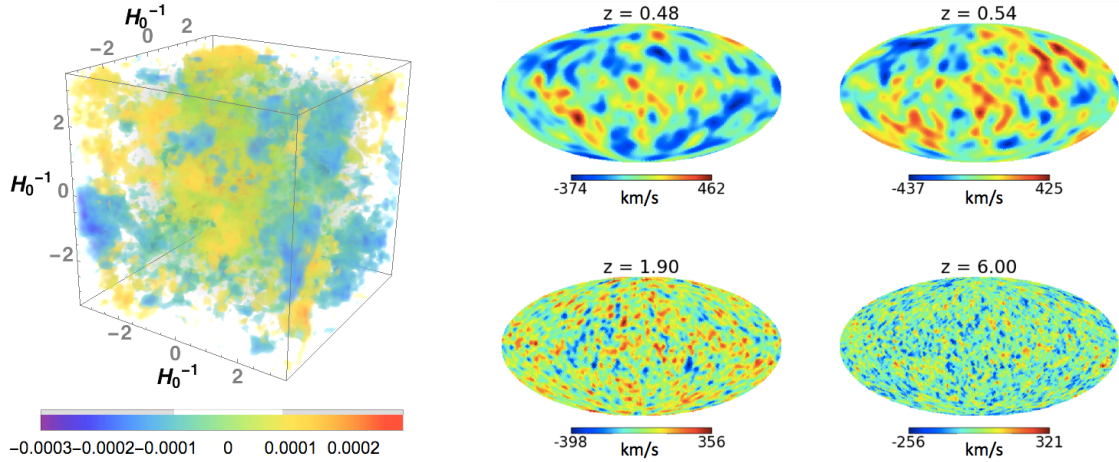 H₀⁻¹
−2
0
2
2
H₀⁻¹
0
−2
−2
0
2
H₀⁻¹
−0.0003−0.0002−0.0001 0 0.0001 0.0002
z = 0.48
-374 462
km/s
z = 0.54
-437 425
km/s
z = 1.90
-398 356
km/s
z = 6.00
-256 321
km/s